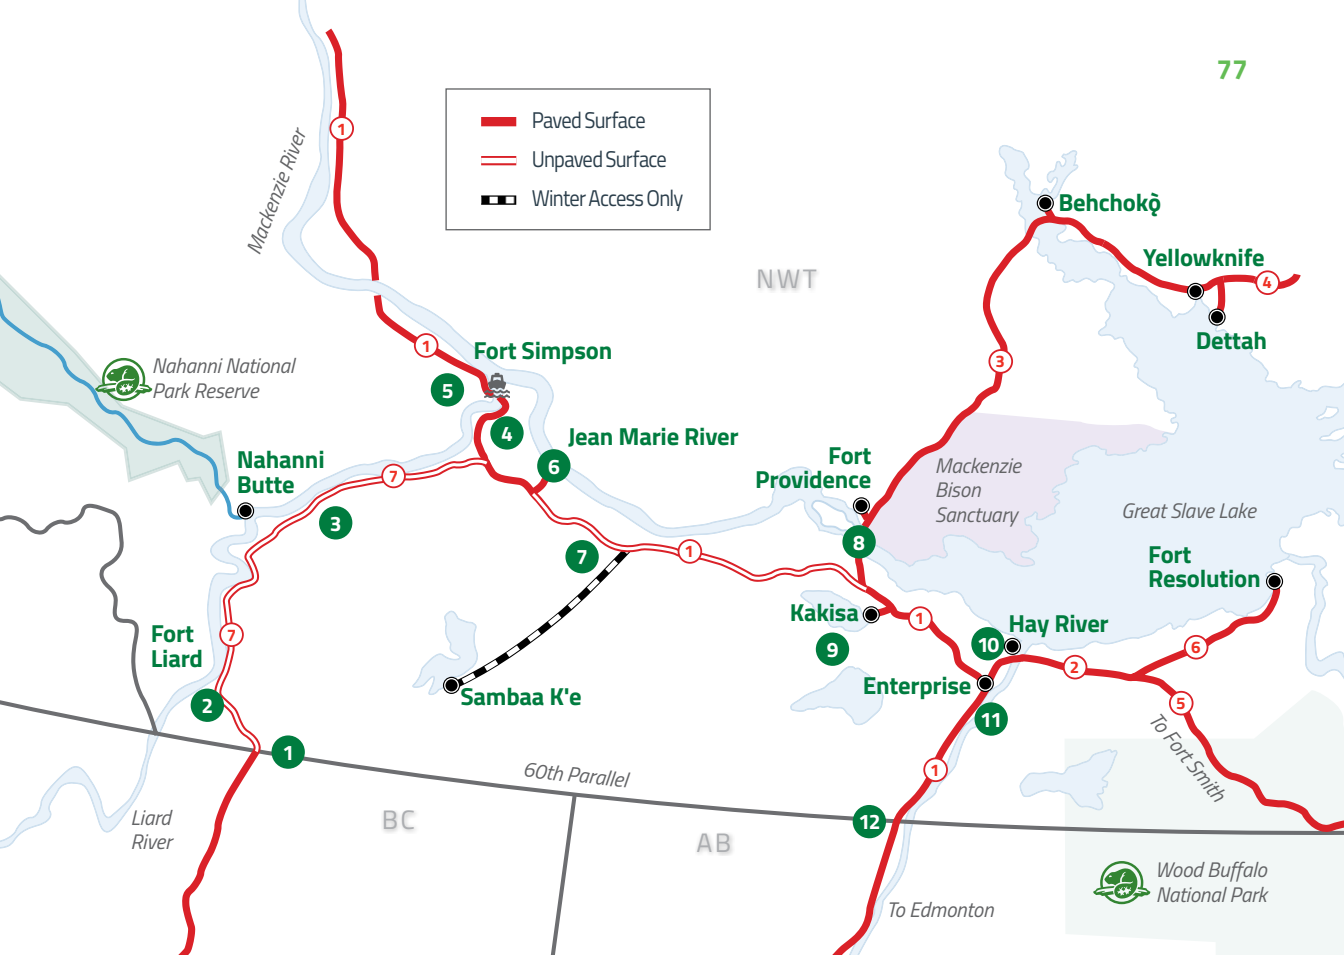 77
1
Mackenzie River
Paved Surface
Unpaved Surface
Winter Access Only
Behchokǫ̀
Yellowknife
4
Dettah
NWT
1
Fort Simpson
5
Nahanni National
Park Reserve
3
4
Jean Marie River
6
Nahanni
Butte
7
3
Fort
Providence
Mackenzie
Bison
Sanctuary
Great Slave Lake
8
7
1
Fort
Resolution
Kakisa
1
9
10
Hay River
6
2
7
Fort
Liard
2
Sambaa K'e
Enterprise
11
5
To Fort Smith
1
60th Parallel
1
Liard
River
BC
AB
12
Wood Buffalo
National Park
To Edmonton